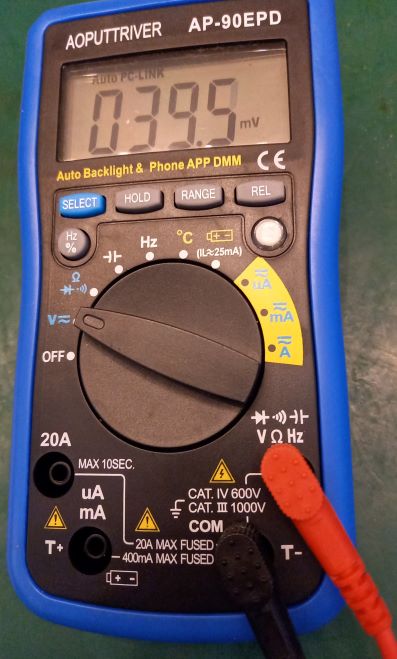 AOPUTTRIVER AP-90EPD
Auto PC-LINK
039.5 mV
Auto Backlight & Phone APP DMM CE
SELECT HOLD RANGE REL
Hz %
Hz °C
(IL≈25mA)
Ω
V
uA
mA
A
OFF
20A
V Ω Hz
MAX 10SEC.
uA
mA
CAT. IV 600V
CAT. III 1000V
COM
T+
20A MAX FUSED
400mA MAX FUSED
T-